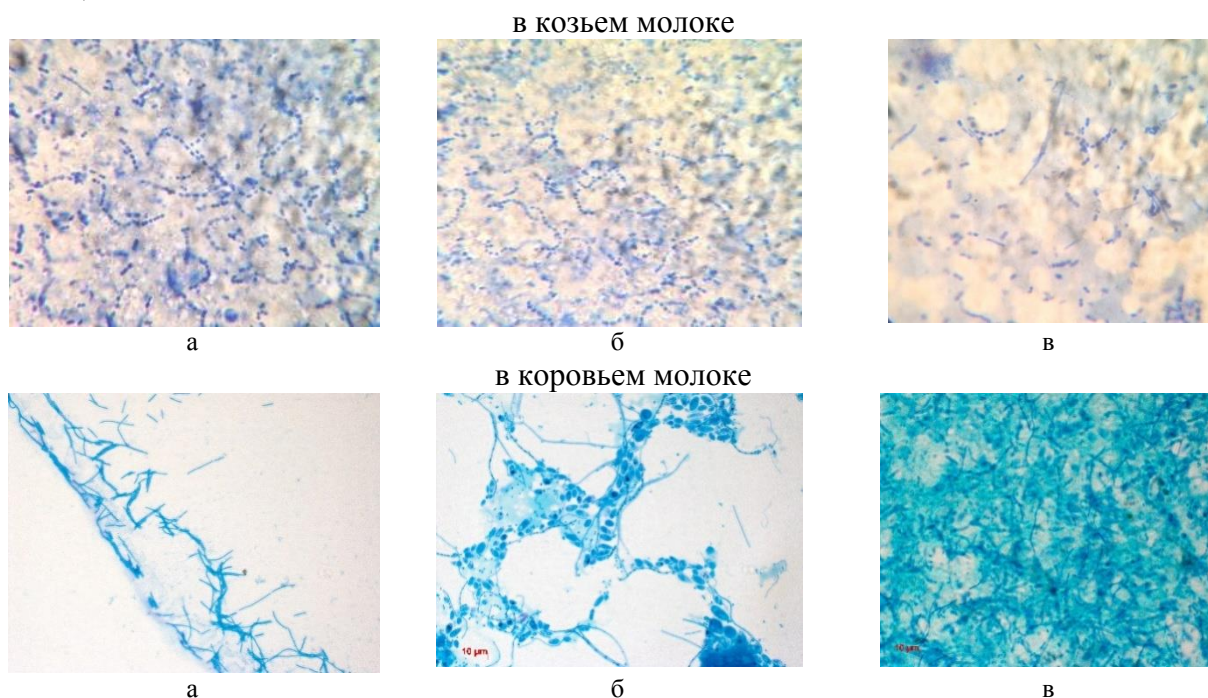 в козьем молоке
а б в
в коровьем молоке
10 µm 10 µm
а б в